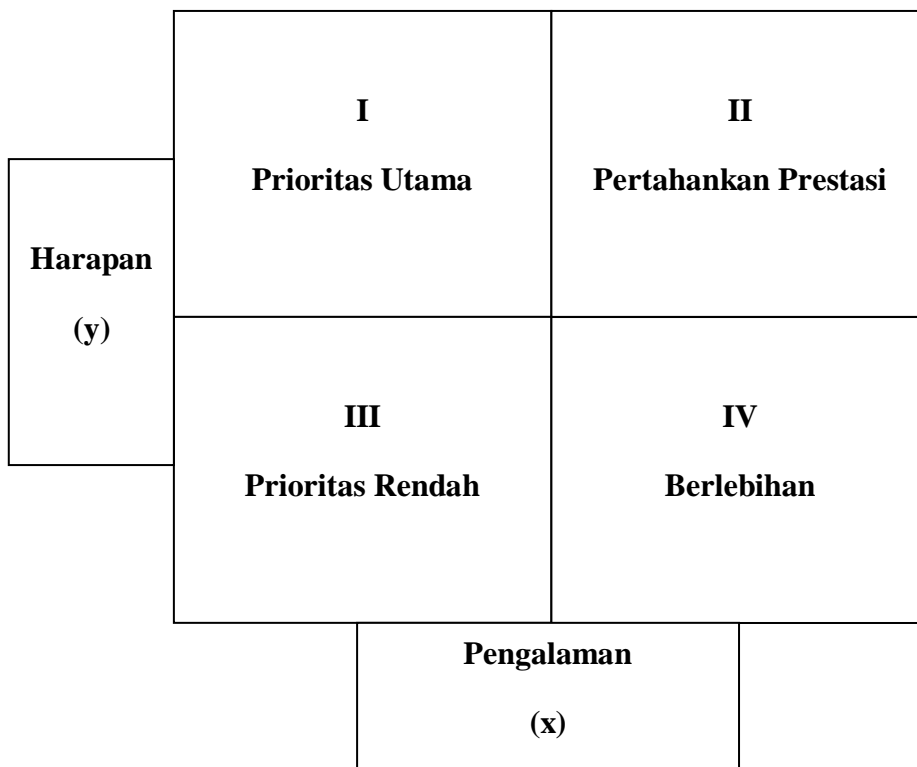 I
Prioritas Utama
II
Pertahankan Prestasi
Harapan
(y)
III
Prioritas Rendah
IV
Berlebihan
Pengalaman
(x)